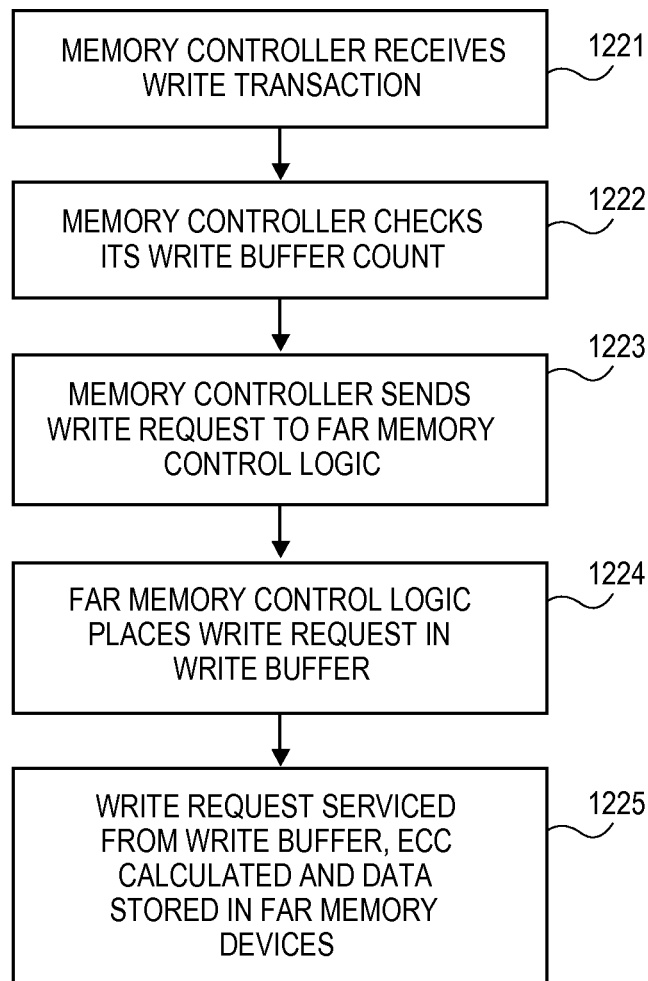 MEMORY CONTROLLER RECEIVES
WRITE TRANSACTION
1221
MEMORY CONTROLLER CHECKS
ITS WRITE BUFFER COUNT
1222
MEMORY CONTROLLER SENDS
WRITE REQUEST TO FAR MEMORY
CONTROL LOGIC
1223
FAR MEMORY CONTROL LOGIC
PLACES WRITE REQUEST IN
WRITE BUFFER
1224
WRITE REQUEST SERVICED
FROM WRITE BUFFER, ECC
CALCULATED AND DATA
STORED IN FAR MEMORY
DEVICES
1225